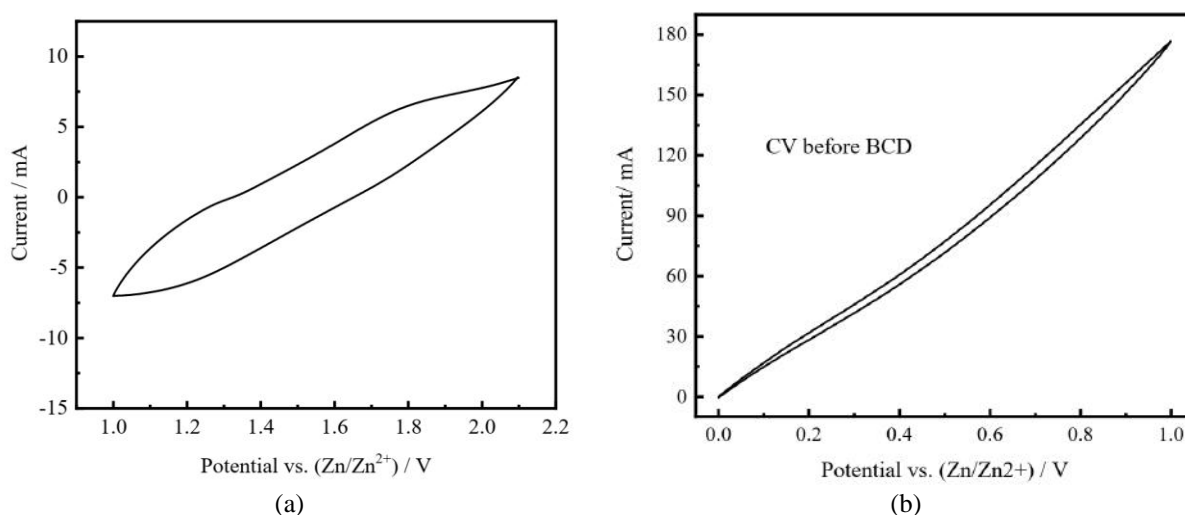 10
5
0
-5
-10
-15
1.0 1.2 1.4 1.6 1.8 2.0 2.2
Current / mA
Potential vs. (Zn/Zn²⁺) / V
(a)
180
150
120
90
60
30
0
0.0 0.2 0.4 0.6 0.8 1.0
Current/ mA
CV before BCD
Potential vs. (Zn/Zn2+) / V
(b)